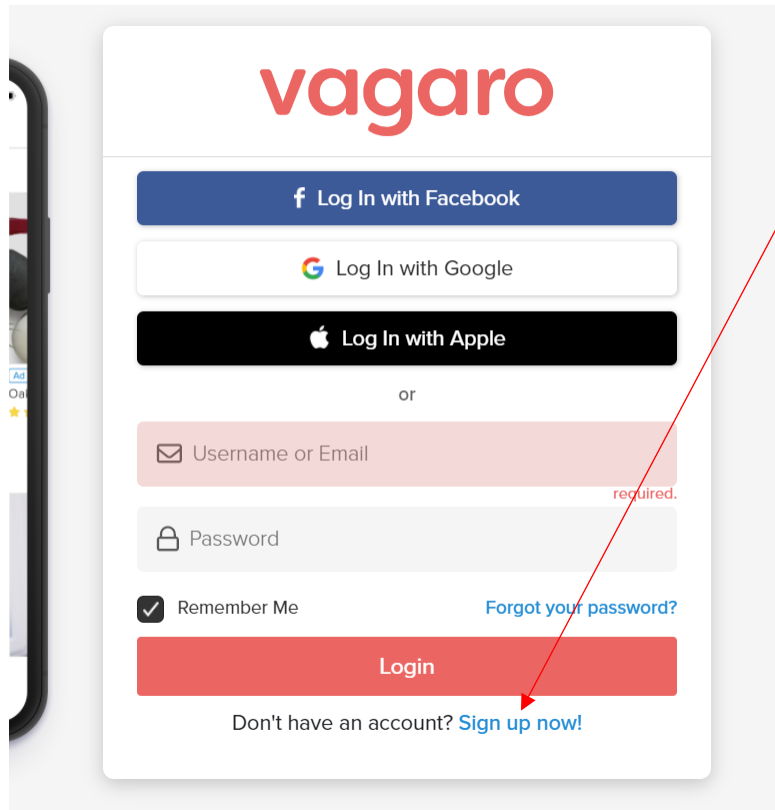 vagaro
Log In with Facebook
Log In with Google
Log In with Apple
or
Username or Email
required.
Password
Remember Me
Forgot your password?
Login
Don't have an account? Sign up now!
Ad